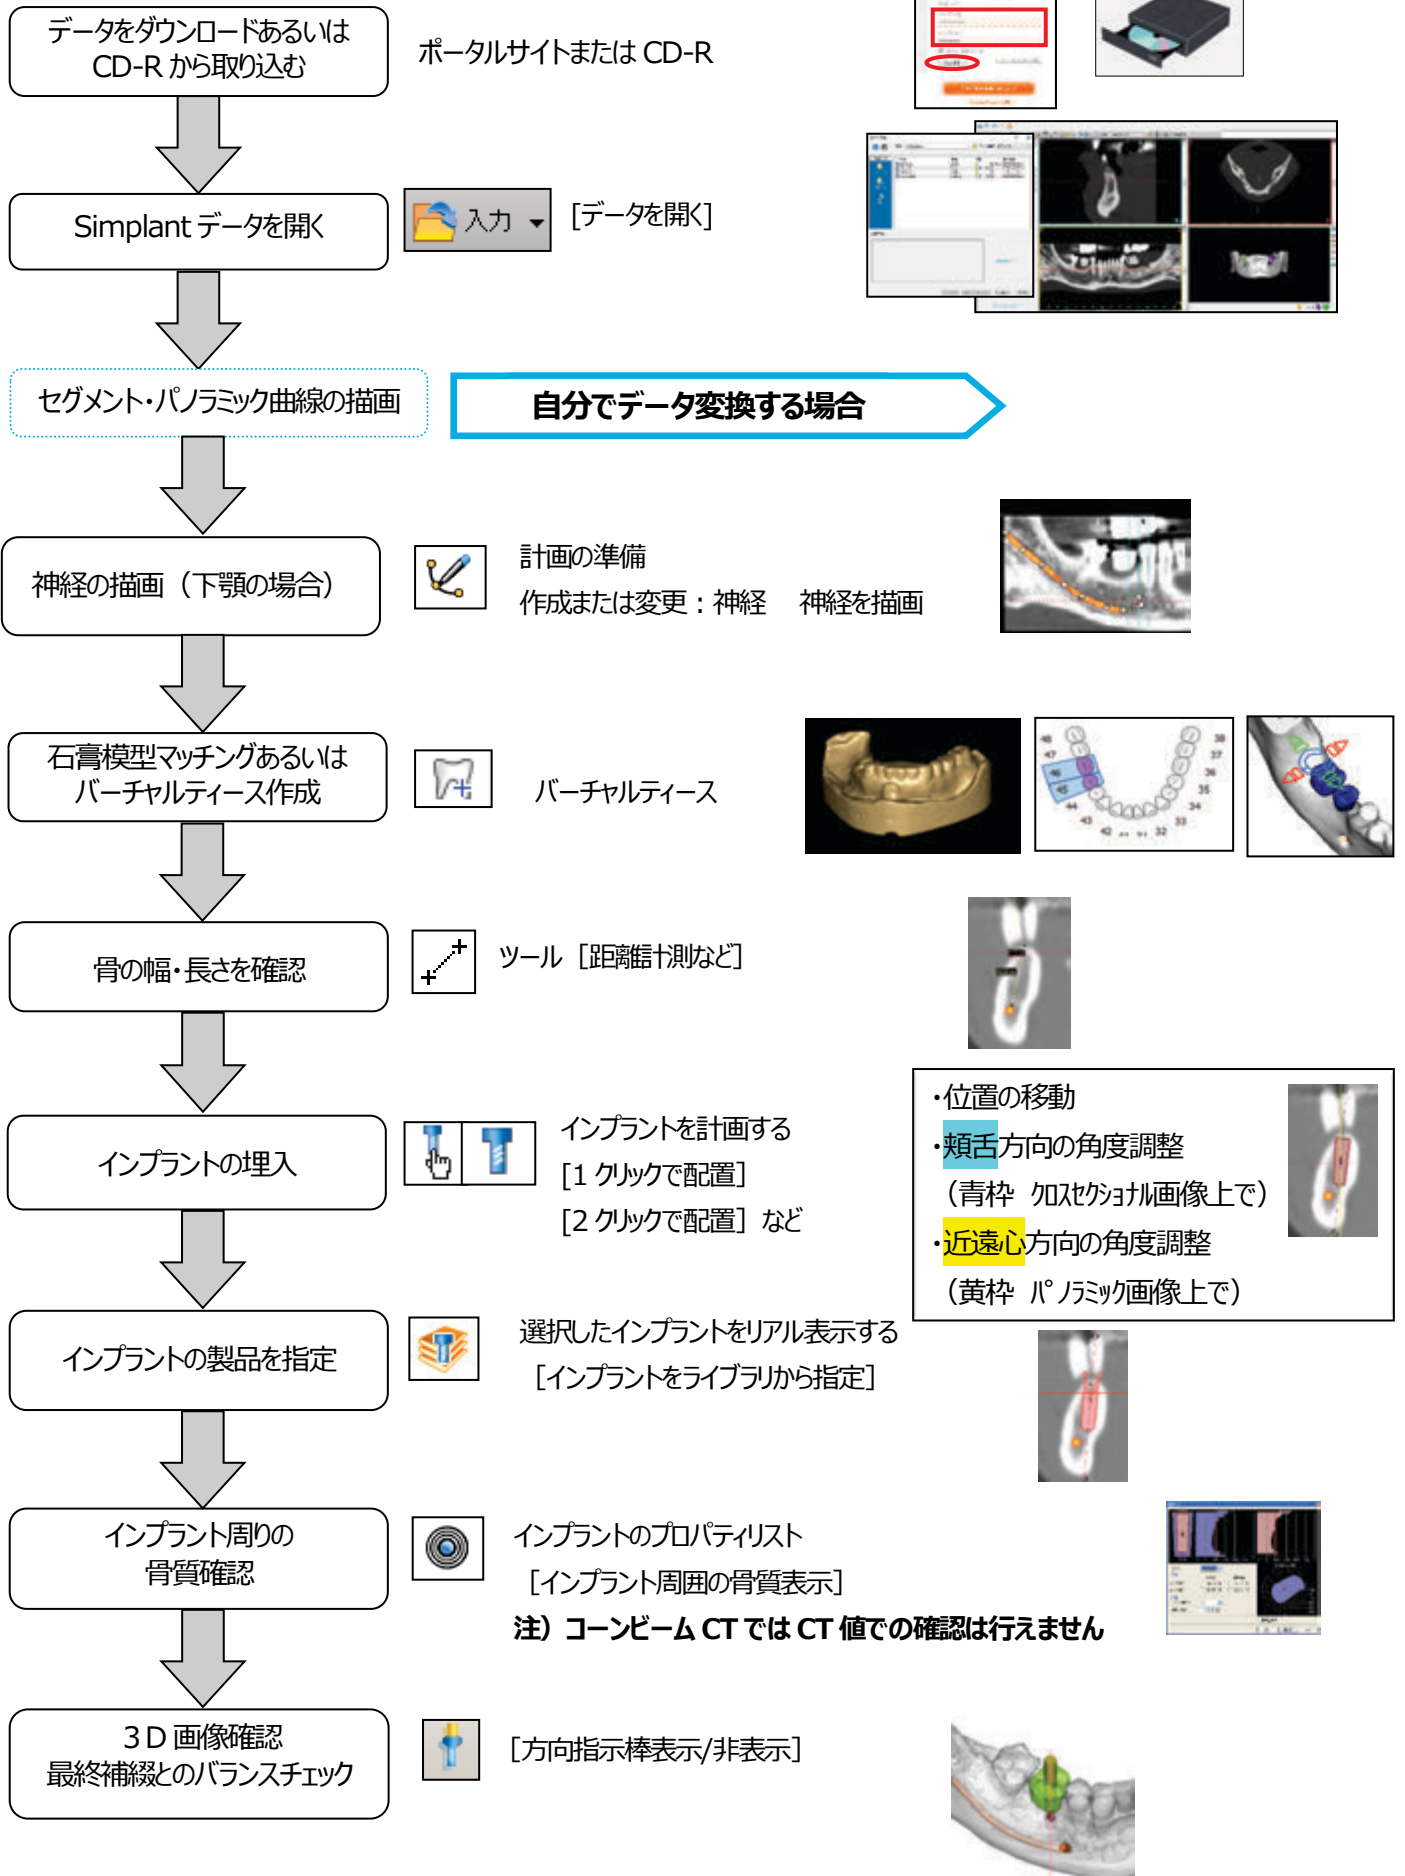 データをダウンロードあるいは
CD-R から取り込む
ポータルサイトまたは CD-R
Simplant データを開く
入力
[データを開く]
セグメント・パノラミック曲線の描画
自分でデータ変換する場合
神経の描画（下顎の場合）
計画の準備
作成または変更：神経　神経を描画
石膏模型マッチングあるいは
バーチャルティース作成
バーチャルティース
48
47
46
45
44
43
42
32
33
34
35
36
37
38
骨の幅・長さを確認
ツール［距離計測など］
インプラントの埋入
インプラントを計画する
[1 クリックで配置]
[2 クリックで配置］など
・位置の移動
・頬舌方向の角度調整
（青枠 クロスセクショナル画像上で）
・近遠心方向の角度調整
（黄枠 パノラミック画像上で）
インプラントの製品を指定
選択したインプラントをリアル表示する
［インプラントをライブラリから指定］
インプラント周りの
骨質確認
インプラントのプロパティリスト
［インプラント周囲の骨質表示］
注）コーンビーム CT では CT 値での確認は行えません
３D 画像確認
最終補綴とのバランスチェック
［方向指示棒表示/非表示］